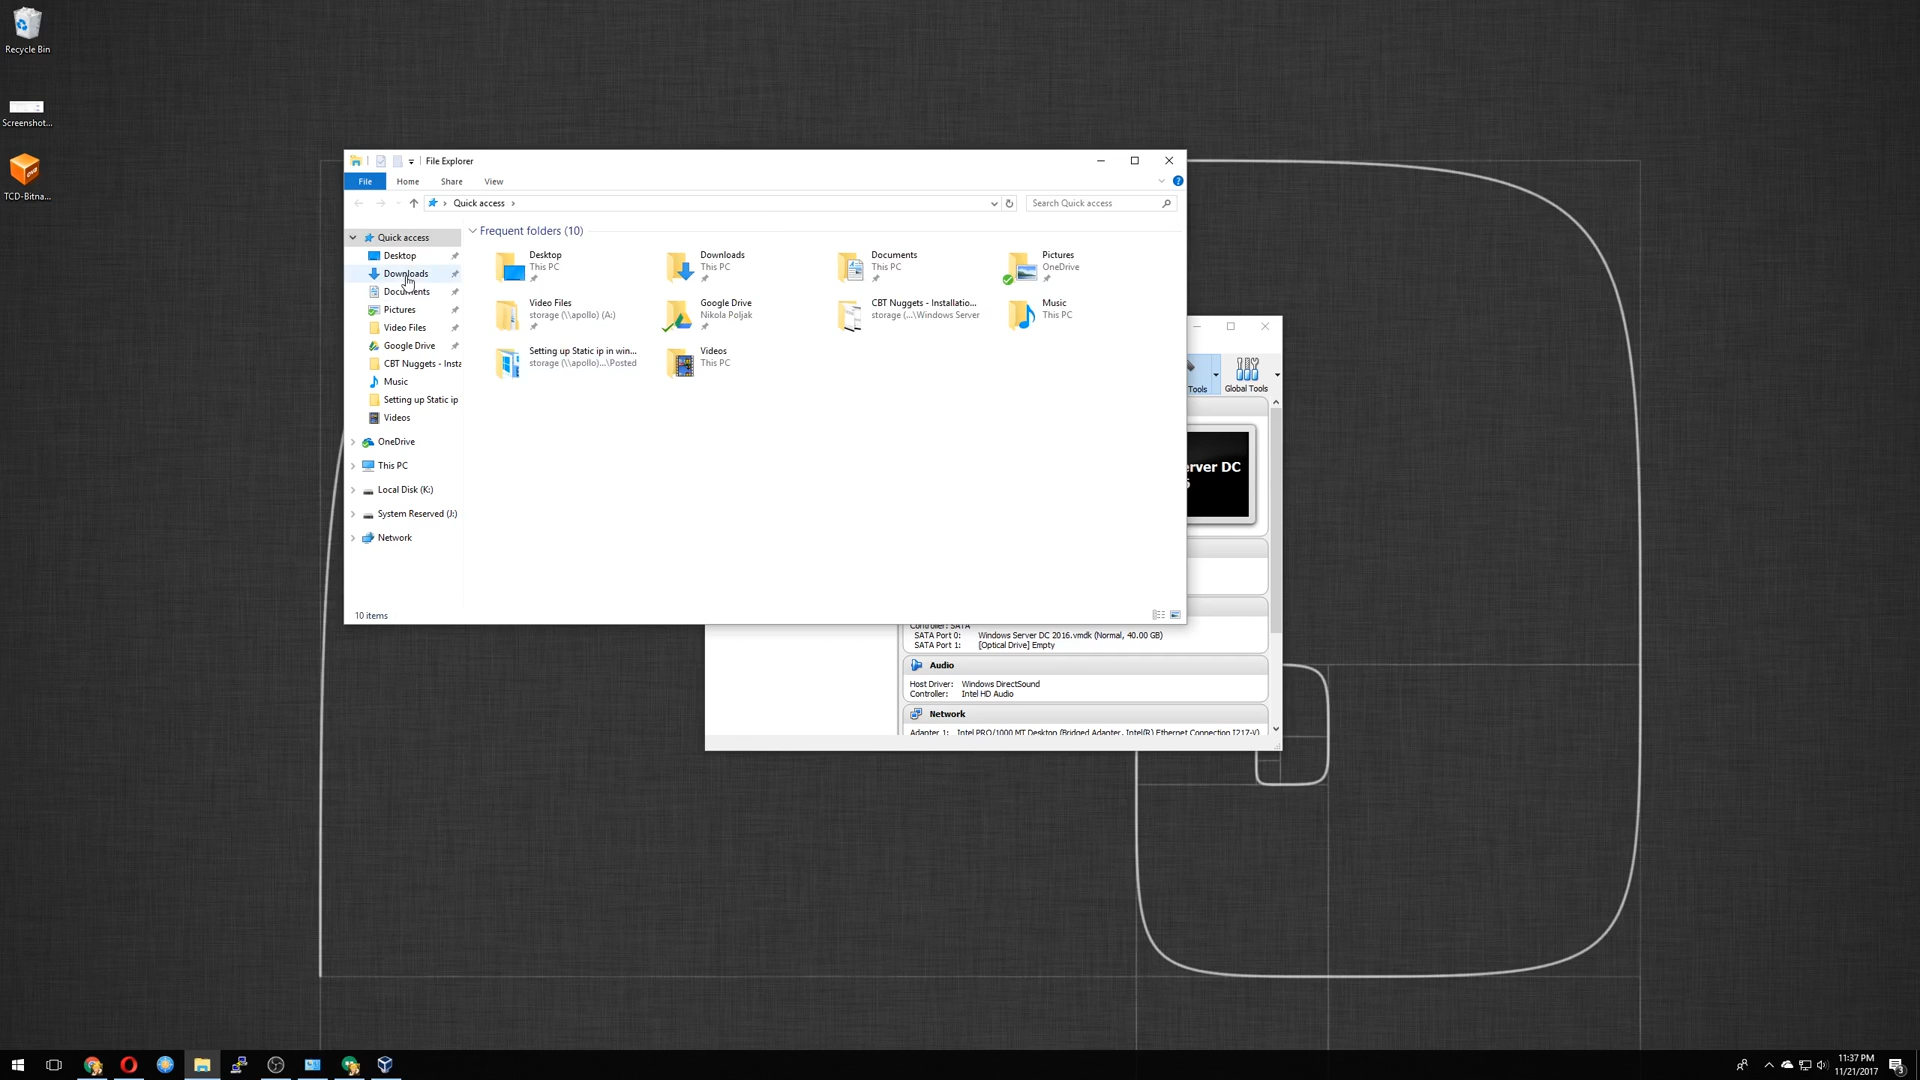 Recycle Bin
Screenshot...
TCD-Bitna...
File Explorer
File Home Share View
Quick access
Search Quick access
Quick access
Desktop
Downloads
Documents
Pictures
Video Files
Google Drive
CBT Nuggets - Insta
Music
Setting up Static ip
Videos
OneDrive
This PC
Local Disk (K:)
System Reserved (J:)
Network
Frequent folders (10)
Desktop
This PC
Downloads
This PC
Documents
This PC
Pictures
OneDrive
Video Files
storage (\\apollo) (A:)
Google Drive
Nikola Poljak
CBT Nuggets - Installatio...
storage (...\Windows Server
Music
This PC
Setting up Static ip in win...
storage (\\apollo)...\Posted
Videos
This PC
10 items
Tools
Global Tools
erver DC
Controller: SATA
SATA Port 0: Windows Server DC 2016.vmdk (Normal, 40.00 GB)
SATA Port 1: [Optical Drive] Empty
Audio
Host Driver: Windows DirectSound
Controller: Intel HD Audio
Network
Adapter 1: Intel PRO/1000 MT Desktop (Bridged Adapter, Intel(R) Ethernet Connection I217-V)
11:37 PM
11/21/2017
3